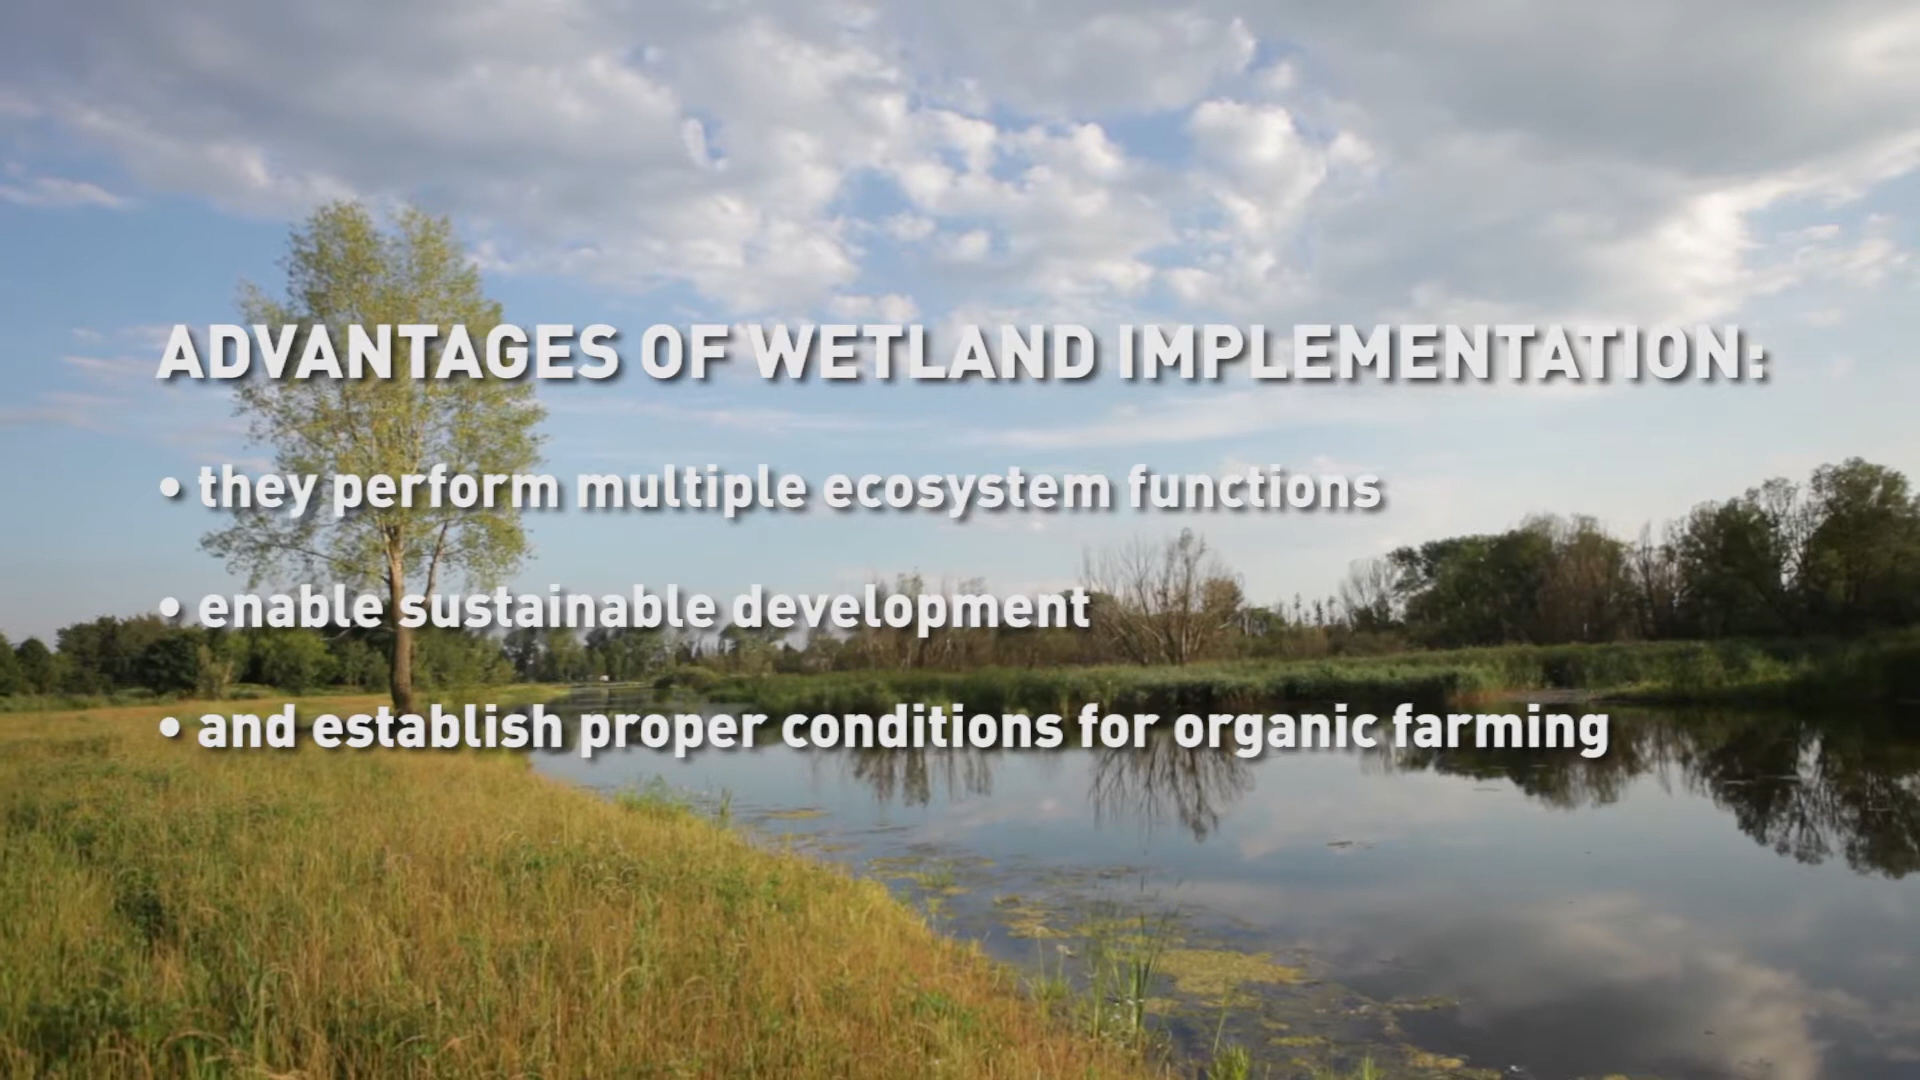 ADVANTAGES OF WETLAND IMPLEMENTATION:
• they perform multiple ecosystem functions
• enable sustainable development
• and establish proper conditions for organic farming